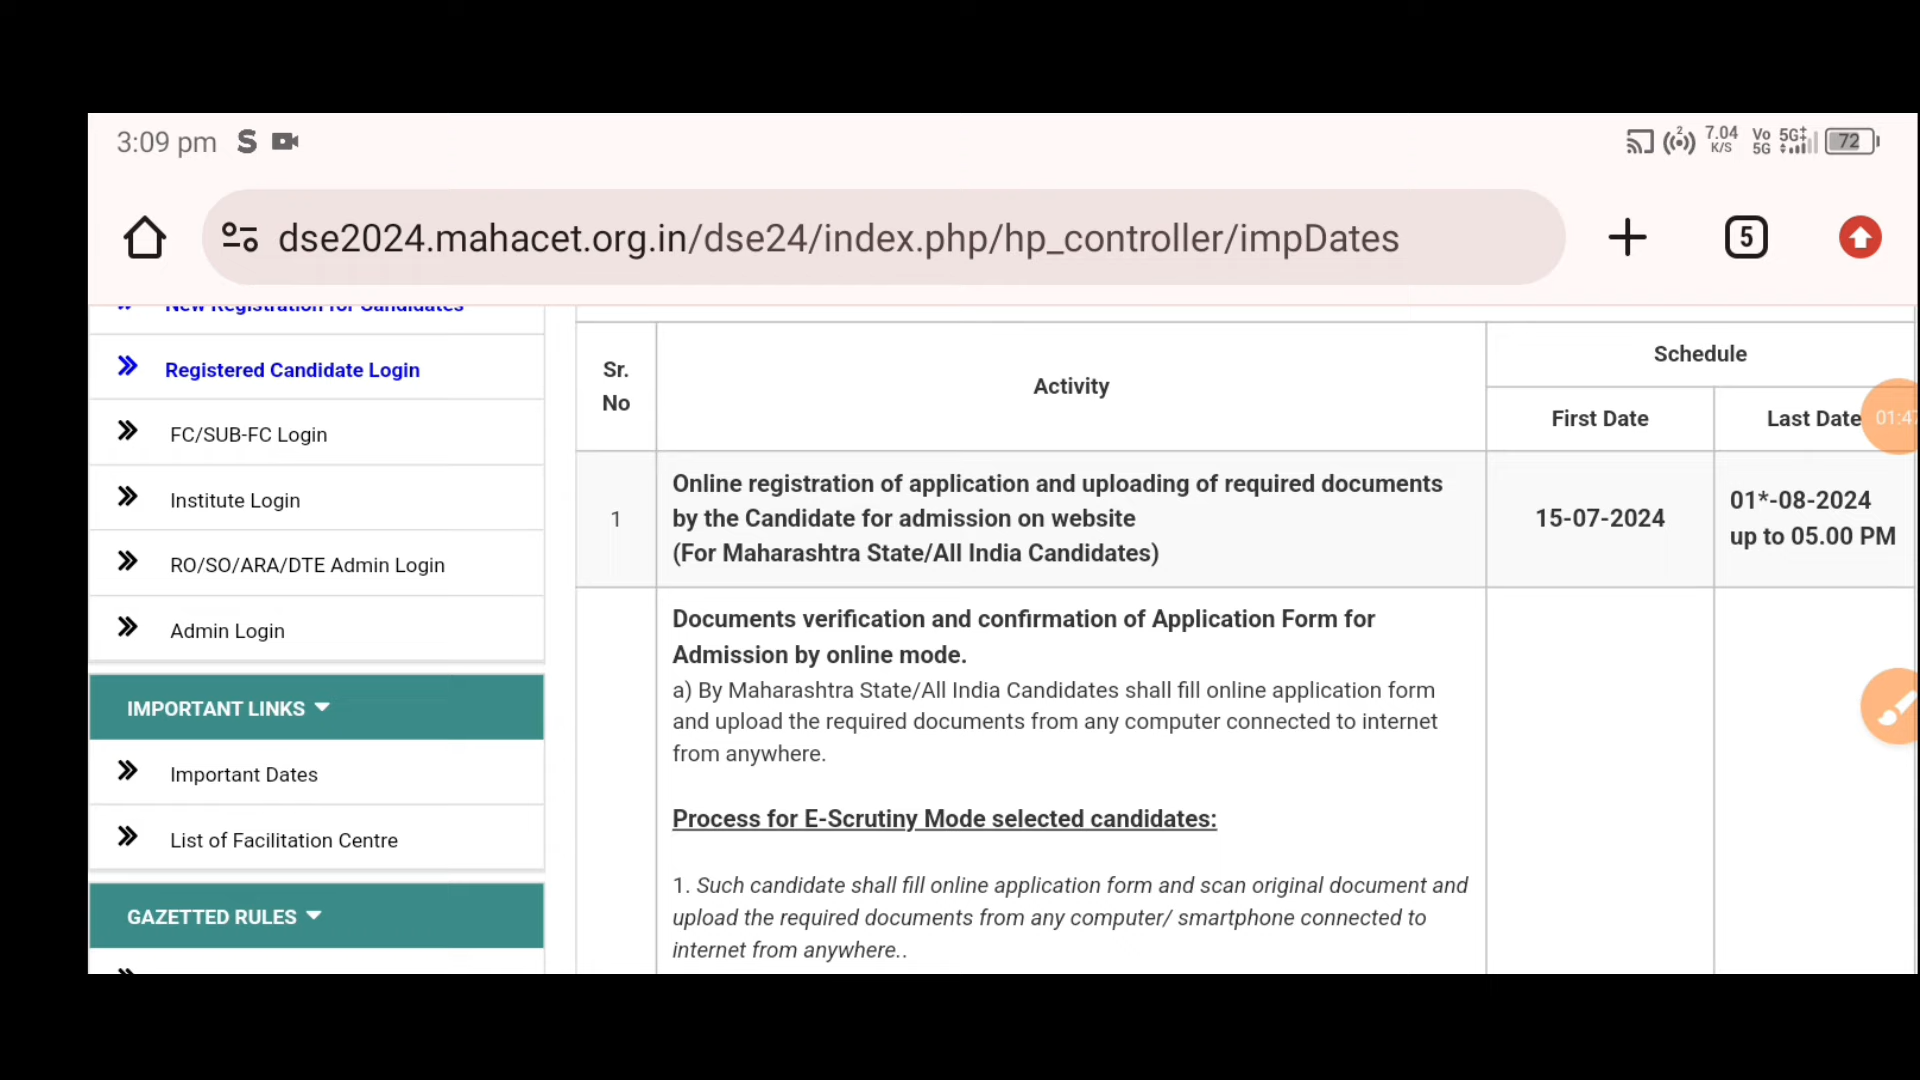 3:09 pm S
7.04 K/S Vo 5G 5G 72
dse2024.mahacet.org.in/dse24/index.php/hp_controller/impDates
5
New Registration for Candidates
Registered Candidate Login
FC/SUB-FC Login
Institute Login
RO/SO/ARA/DTE Admin Login
Admin Login
IMPORTANT LINKS
Important Dates
List of Facilitation Centre
GAZETTED RULES
Sr.
No
Activity
Schedule
First Date
Last Date
01:47
1
Online registration of application and uploading of required documents
by the Candidate for admission on website
(For Maharashtra State/All India Candidates)
15-07-2024
01*-08-2024
up to 05.00 PM
Documents verification and confirmation of Application Form for
Admission by online mode.
a) By Maharashtra State/All India Candidates shall fill online application form
and upload the required documents from any computer connected to internet
from anywhere.
Process for E-Scrutiny Mode selected candidates:
1. Such candidate shall fill online application form and scan original document and
upload the required documents from any computer/ smartphone connected to
internet from anywhere..